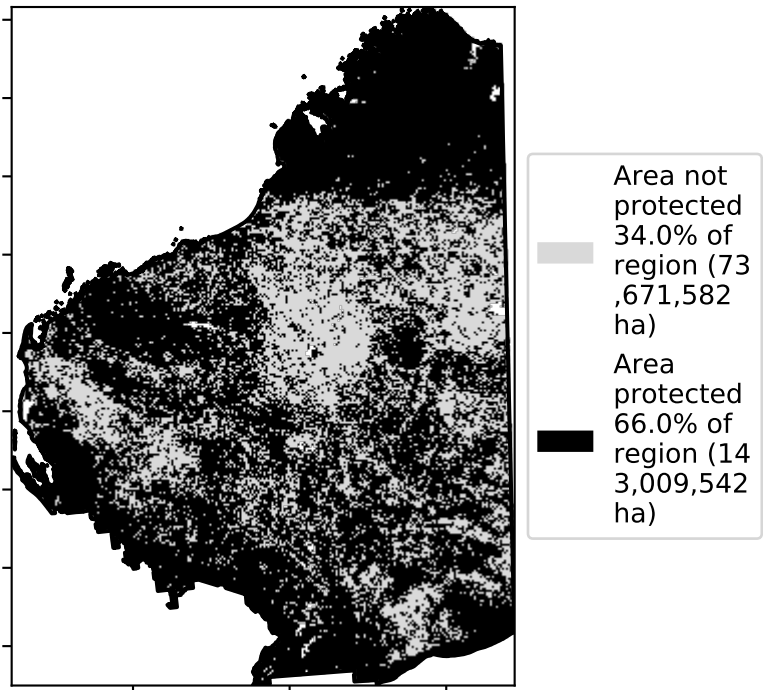 Area not
protected
34.0% of
region (73
,671,582
ha)
Area
protected
66.0% of
region (14
3,009,542
ha)